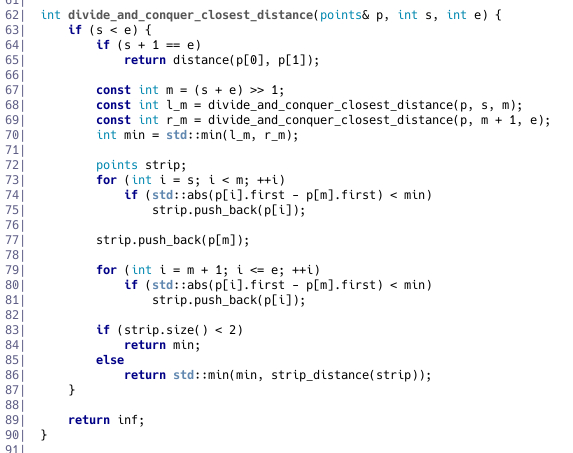 62|  int divide_and_conquer_closest_distance(points& p, int s, int e) {
63|      if (s < e) {
64|          if (s + 1 == e)
65|              return distance(p[0], p[1]);
66|
67|          const int m = (s + e) >> 1;
68|          const int l_m = divide_and_conquer_closest_distance(p, s, m);
69|          const int r_m = divide_and_conquer_closest_distance(p, m + 1, e);
70|          int min = std::min(l_m, r_m);
71|
72|          points strip;
73|          for (int i = s; i < m; ++i)
74|              if (std::abs(p[i].first - p[m].first) < min)
75|                  strip.push_back(p[i]);
76|
77|          strip.push_back(p[m]);
78|
79|          for (int i = m + 1; i <= e; ++i)
80|              if (std::abs(p[i].first - p[m].first) < min)
81|                  strip.push_back(p[i]);
82|
83|          if (strip.size() < 2)
84|              return min;
85|          else
86|              return std::min(min, strip_distance(strip));
87|      }
88|
89|      return inf;
90|  }